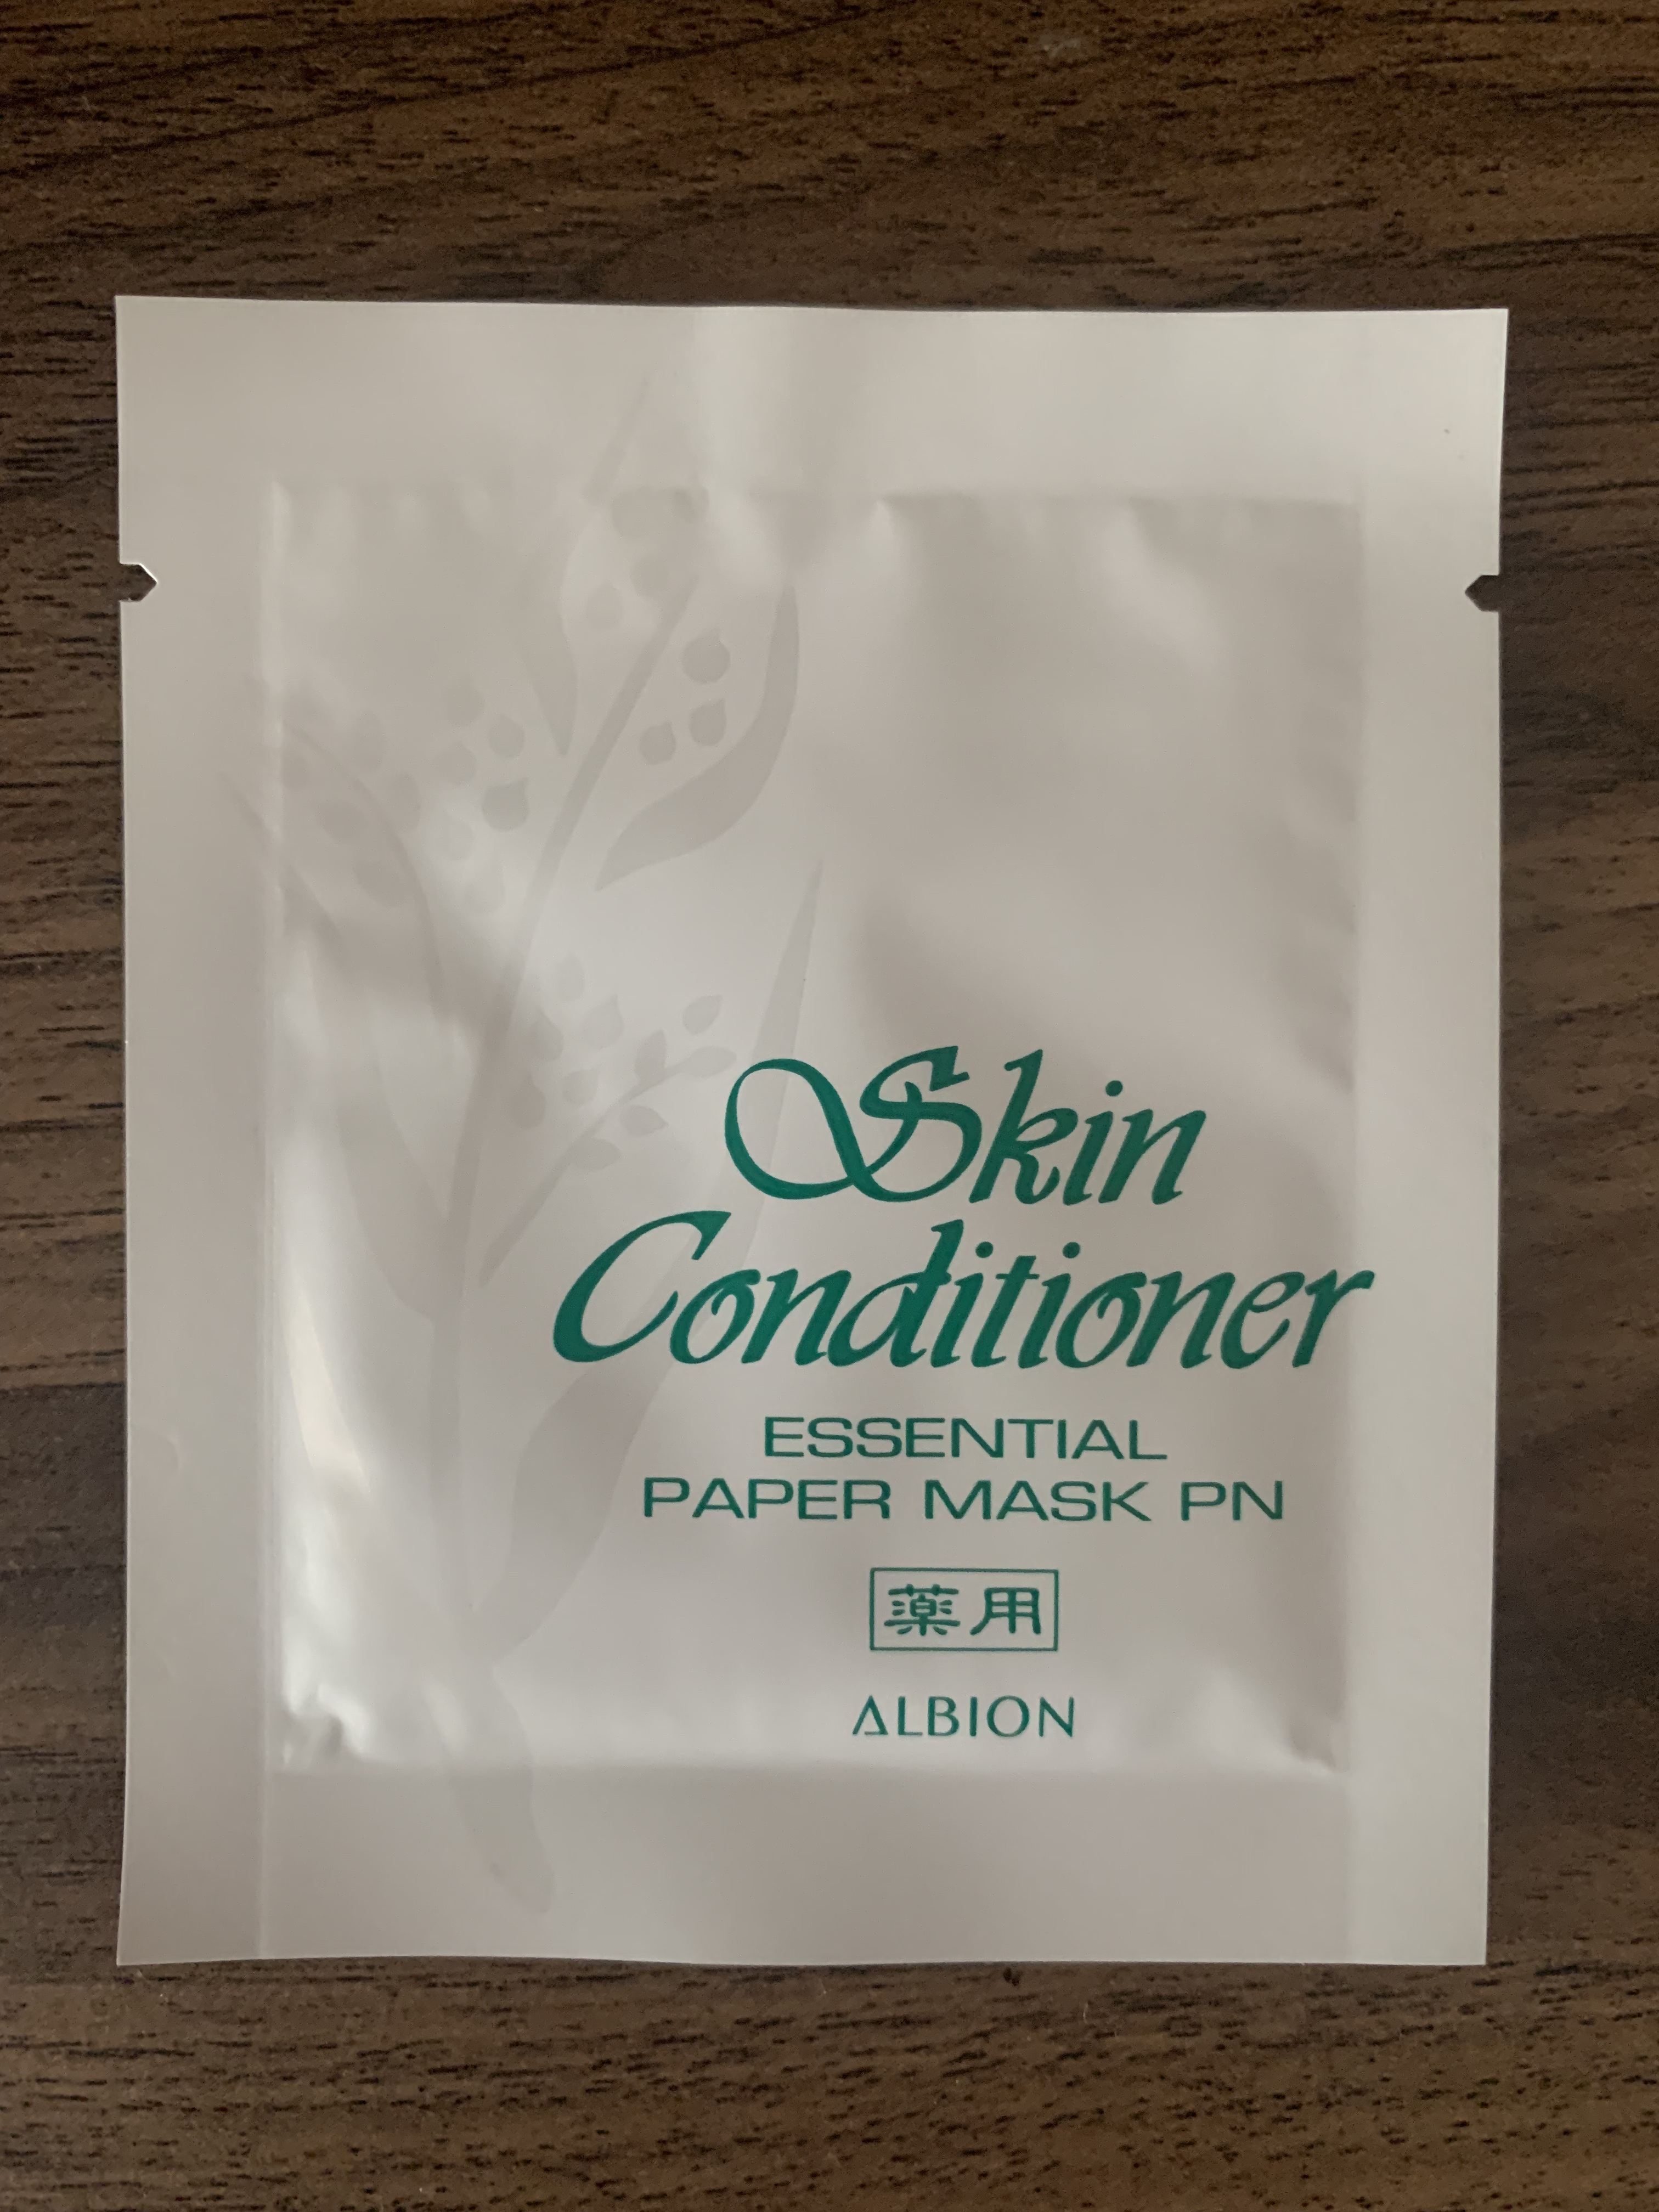 Skin
Conditioner
ESSENTIAL
PAPER MASK PN
薬用
ALBION